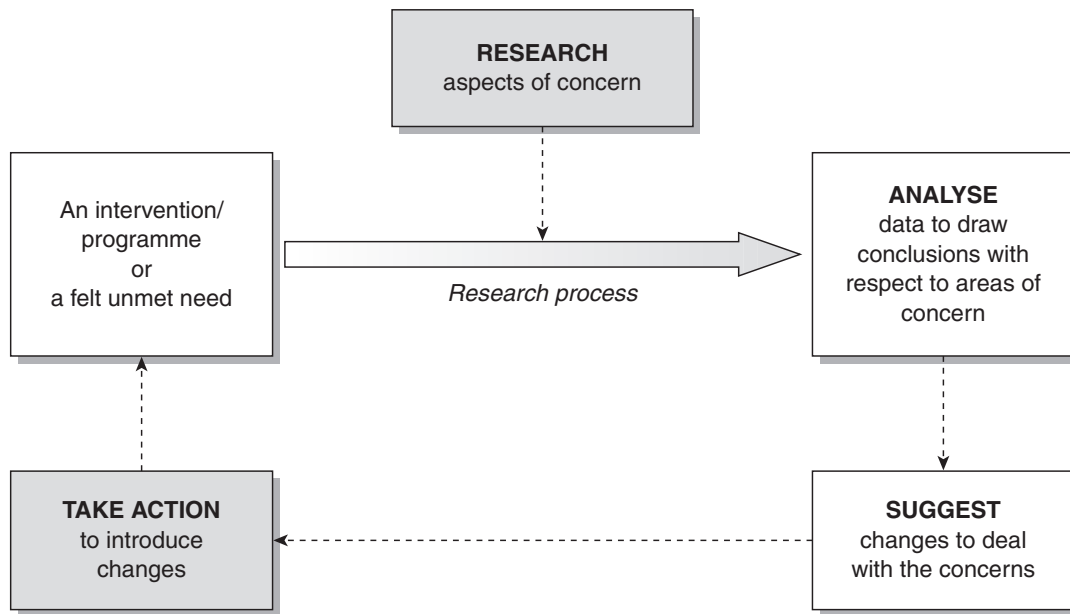 RESEARCH
aspects of concern
An intervention/
programme
or
a felt unmet need
Research process
ANALYSE
data to draw
conclusions with
respect to areas of
concern
TAKE ACTION
to introduce
changes
SUGGEST
changes to deal
with the concerns